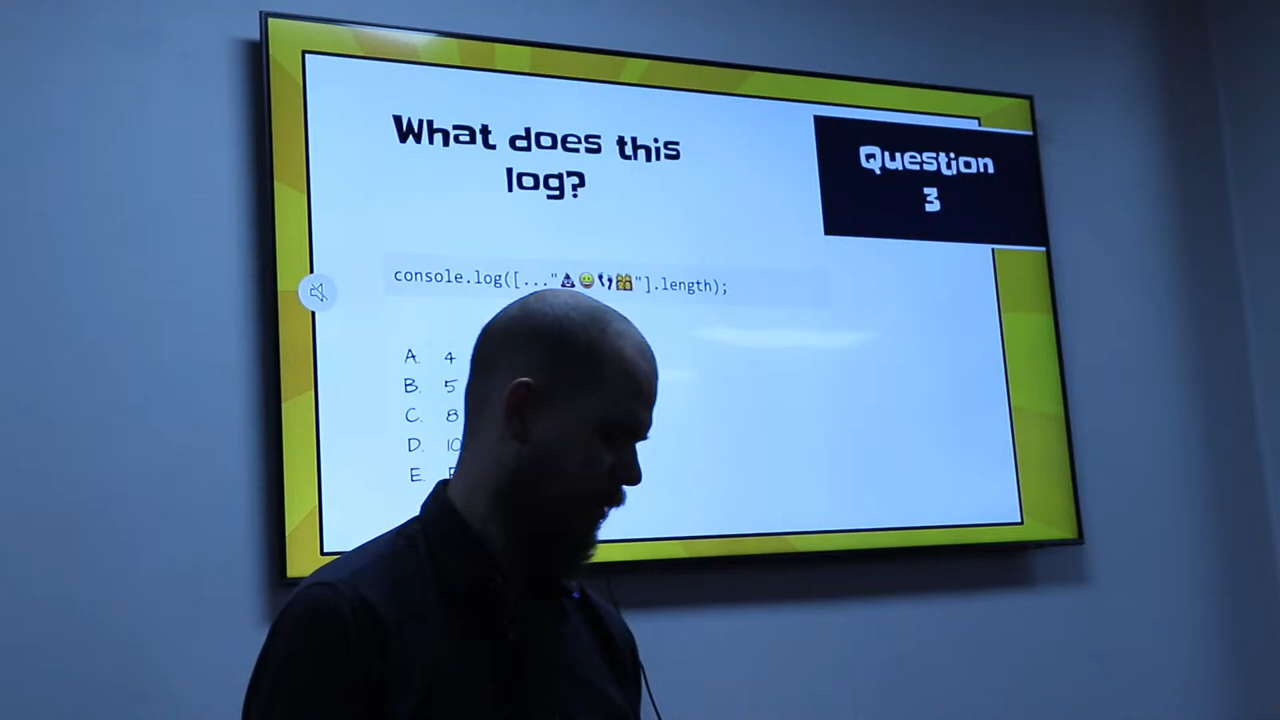 What does this
log?
Question
3
console.log([..."💩😀👣👯"].length);
A. 4
B. 5
C. 8
D. 10
E.